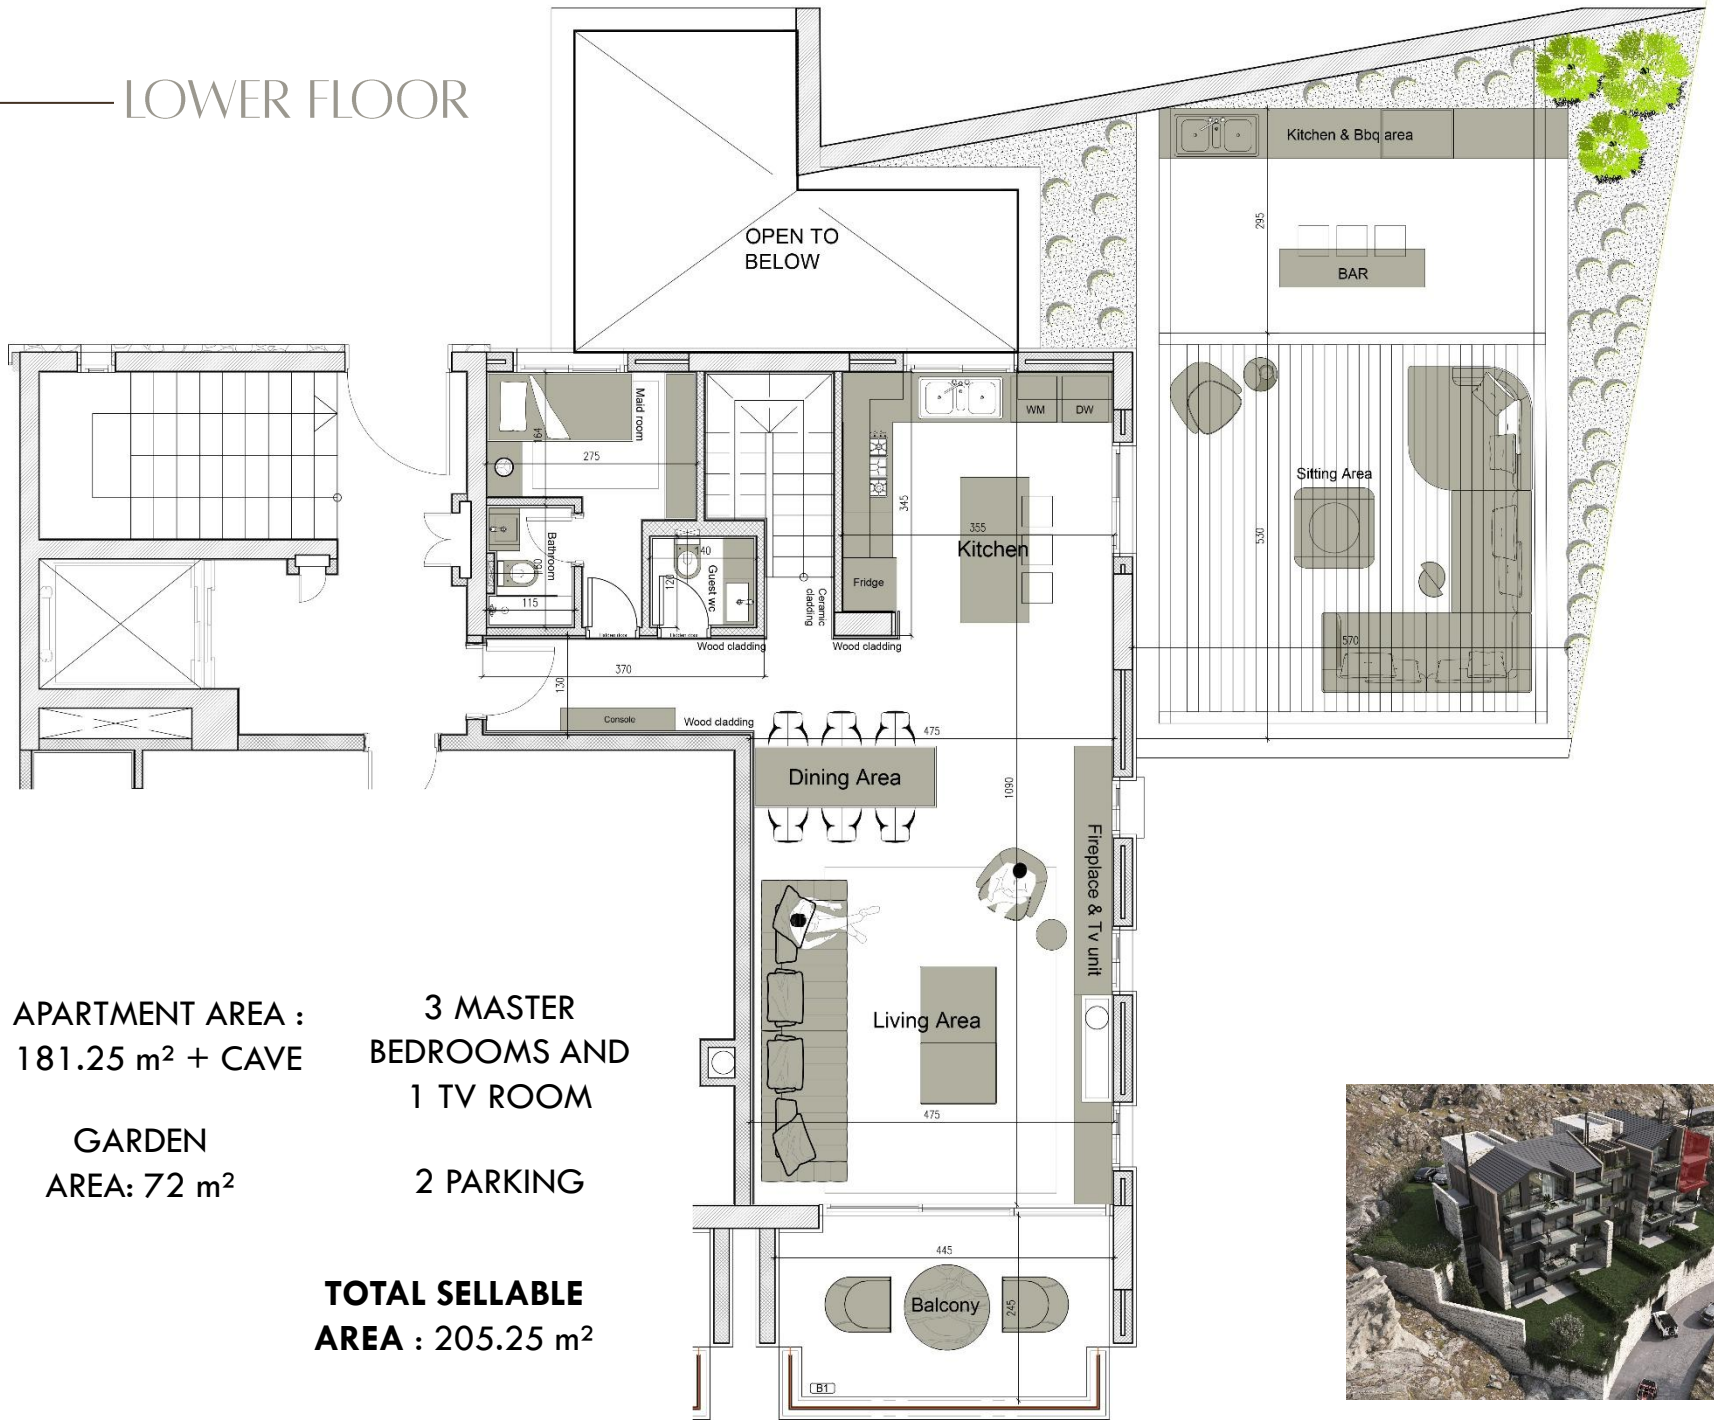 LOWER FLOOR
Kitchen & Bbq area
295
OPEN TO
BELOW
BAR
Maid room
WM
DW
164
275
Sitting Area
345
355
Kitchen
530
Bathroom
160
140
Guest wc
120
Fridge
115
Ceramic
cladding
Wood cladding
Wood cladding
570
370
130
Console
Wood cladding
475
Dining Area
1090
Fireplace & Tv unit
Living Area
475
APARTMENT AREA :
181.25 m² + CAVE
GARDEN
AREA: 72 m²
3 MASTER
BEDROOMS AND
1 TV ROOM
2 PARKING
TOTAL SELLABLE
AREA : 205.25 m²
445
Balcony
245
B1